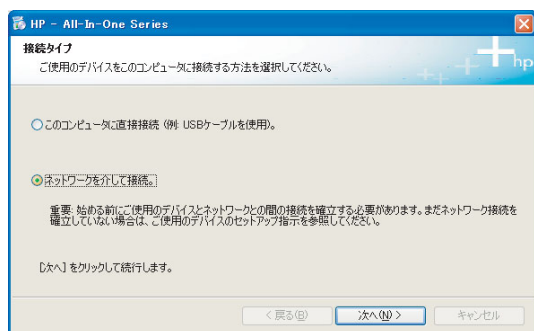 HP - All-In-One Series
接続タイプ
ご使用のデバイスをこのコンピュータに接続する方法を選択してください。
hp
このコンピュータに直接接続 (例: USBケーブルを使用)。
ネットワークを介して接続。
重要: 始める前にご使用のデバイスとネットワークとの間の接続を確立する必要があります。まだネットワーク接続を
確立していない場合は、ご使用のデバイスのセットアップ指示を参照してください。
[次へ] をクリックして続行します。
< 戻る(B) 次へ(N) > キャンセル